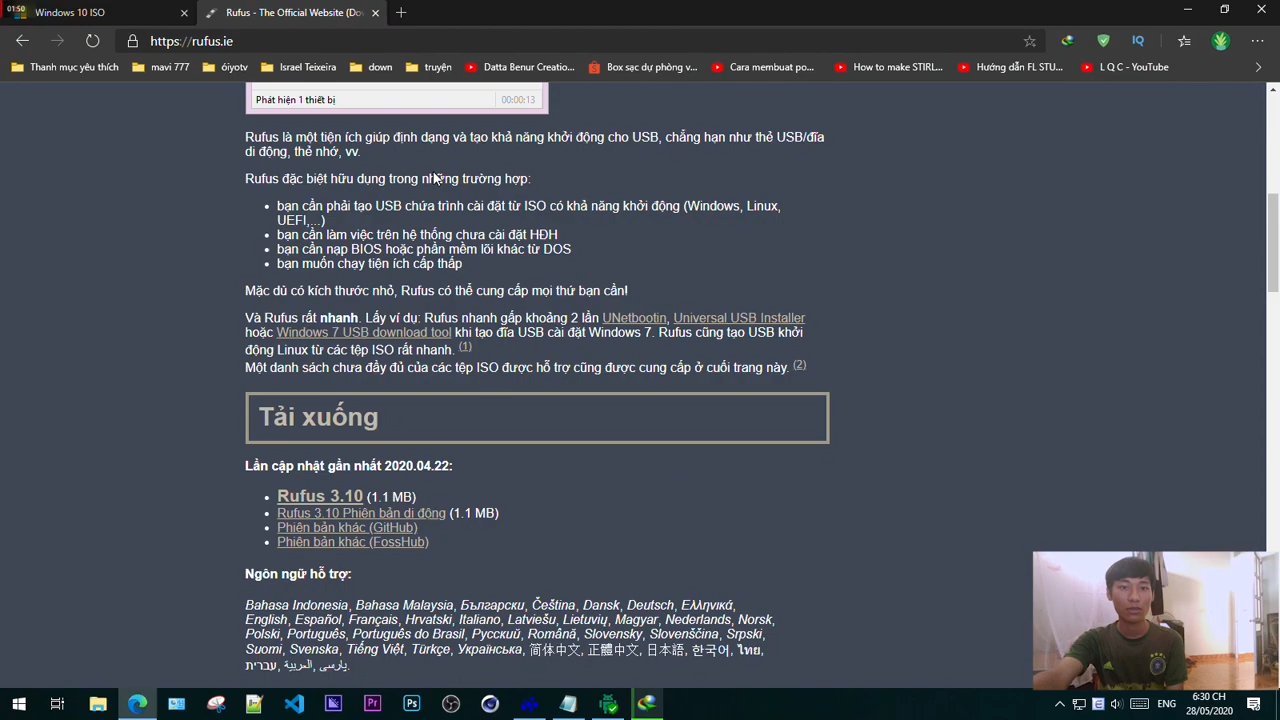 01:50
Windows 10 ISO
Rufus - The Official Website (Do
https://rufus.ie
IQ
Thanh mục yêu thích
mavi 777
6iyotv
Israel Teixeira
down
truyện
Datta Benur Creatio...
Box sạc dự phòng v...
Cara membuat po...
How to make STIRL...
Hướng dẫn FL STU...
L Q C - YouTube
Phát hiện 1 thiết bị 00:00:13
Rufus là một tiện ích giúp định dạng và tạo khả năng khởi động cho USB, chẳng hạn như thẻ USB/đĩa
di động, thẻ nhớ, vv.
Rufus đặc biệt hữu dụng trong những trường hợp:
bạn cần phải tạo USB chứa trình cài đặt từ ISO có khả năng khởi động (Windows, Linux,
UEFI,...)
bạn cần làm việc trên hệ thống chưa cài đặt HĐH
bạn cần nạp BIOS hoặc phần mềm lõi khác từ DOS
bạn muốn chạy tiện ích cấp thấp
Mặc dù có kích thước nhỏ, Rufus có thể cung cấp mọi thứ bạn cần!
Và Rufus rất nhanh. Lấy ví dụ: Rufus nhanh gấp khoảng 2 lần UNetbootin, Universal USB Installer
hoặc Windows 7 USB download tool khi tạo đĩa USB cài đặt Windows 7. Rufus cũng tạo USB khởi
động Linux từ các tệp ISO rất nhanh. (1)
Một danh sách chưa đầy đủ của các tệp ISO được hỗ trợ cũng được cung cấp ở cuối trang này. (2)
Tải xuống
Lần cập nhật gần nhất 2020.04.22:
Rufus 3.10 (1.1 MB)
Rufus 3.10 Phiên bản di động (1.1 MB)
Phiên bản khác (GitHub)
Phiên bản khác (FossHub)
Ngôn ngữ hỗ trợ:
Bahasa Indonesia, Bahasa Malaysia, Български, Čeština, Dansk, Deutsch, Ελληνικά,
English, Español, Français, Hrvatski, Italiano, Latviešu, Lietuvių, Magyar, Nederlands, Norsk,
Polski, Português, Português do Brasil, Русский, Română, Slovensky, Slovenščina, Srpski,
Suomi, Svenska, Tiếng Việt, Türkçe, Українська, 简体中文, 正體中文, 日本語, 한국어, ไทย,
עברית, العربية, پارسی.
Pr
Ps
ENG
6:30 CH
28/05/2020